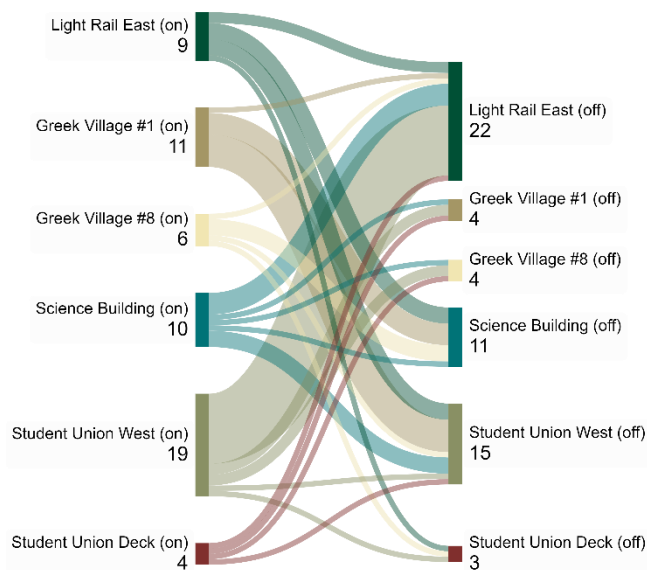 Light Rail East (on)
9
Greek Village #1 (on)
11
Greek Village #8 (on)
6
Science Building (on)
10
Student Union West (on)
19
Student Union Deck (on)
4
Light Rail East (off)
22
Greek Village #1 (off)
4
Greek Village #8 (off)
4
Science Building (off)
11
Student Union West (off)
15
Student Union Deck (off)
3